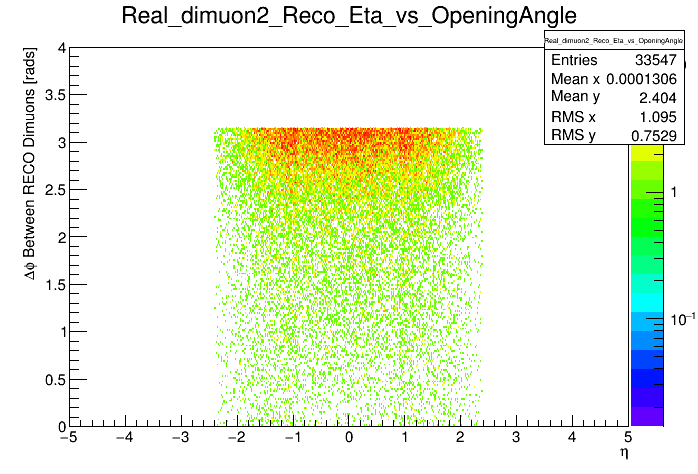 Real_dimuon2_Reco_Eta_vs_OpeningAngle
Real_dimuon2_Reco_Eta_vs_OpeningAngle
Entries 33547
Mean x 0.0001306
Mean y 2.404
RMS x 1.095
RMS y 0.7529
Δφ Between RECO Dimuons [rads]
4
3.5
3
2.5
2
1.5
1
0.5
0
−5 −4 −3 −2 −1 0 1 2 3 4 5
η
1
10⁻¹